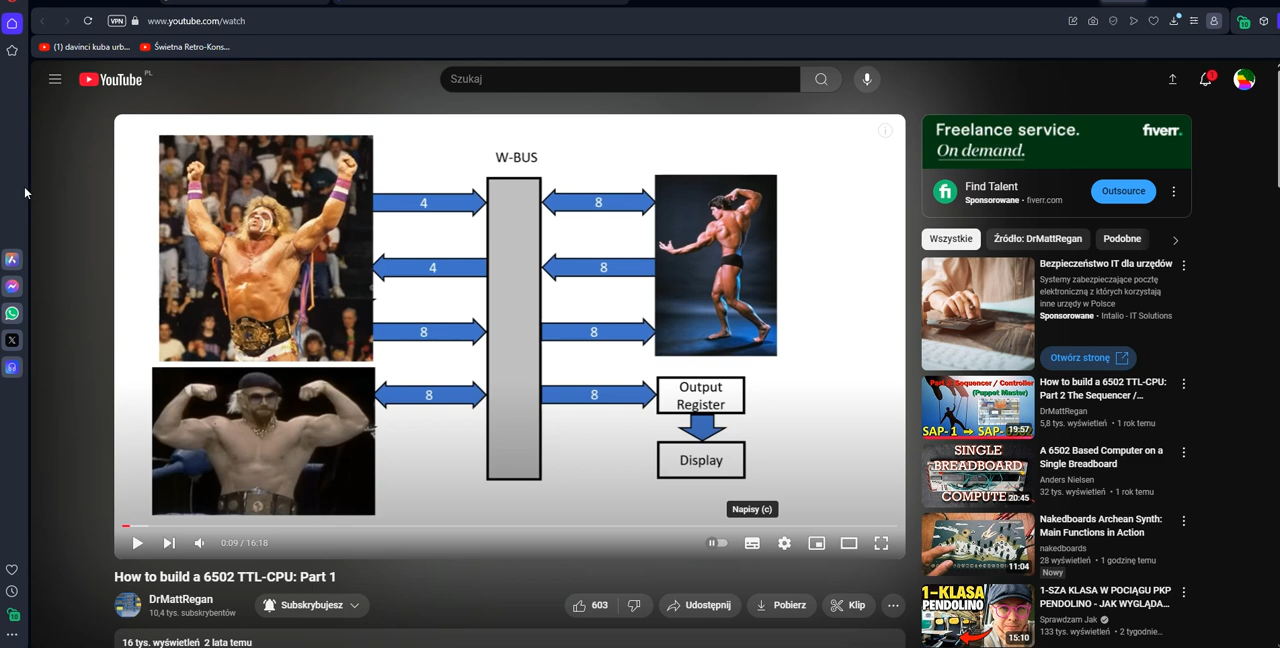 VPN
www.youtube.com/watch
(1) davinci kuba urb...
Świetna Retro-Kons...
YouTube PL
Szukaj
1
W-BUS
4
8
4
8
8
8
8
8
Output
Register
Display
Napisy (c)
0:09 / 16:18
How to build a 6502 TTL-CPU: Part 1
DrMattRegan
10,4 tys. subskrybentów
Subskrybujesz
603
Udostępnij
Pobierz
Klip
16 tys. wyświetleń 2 lata temu
Freelance service.
On demand.
fiverr.
Find Talent
Sponsorowane • fiverr.com
Outsource
Wszystkie
Źródło: DrMattRegan
Podobne
Bezpieczeństwo IT dla urzędów
Systemy zabezpieczające pocztę
elektroniczną z których korzystają
inne urzędy w Polsce
Sponsorowane • Intalio - IT Solutions
Otwórz stronę
Sequencer / Controller
(Puppet Master)
SAP-1
19:57
How to build a 6502 TTL-CPU:
Part 2 The Sequencer /...
DrMattRegan
5,8 tys. wyświetleń • 1 rok temu
SINGLE
BREADBOARD
COMPUTE
20:45
A 6502 Based Computer on a
Single Breadboard
Anders Nielsen
32 tys. wyświetleń • 1 rok temu
11:04
Nakedboards Archean Synth:
Main Functions in Action
nakedboards
28 wyświetleń • 1 godzinę temu
Nowy
1-KLASA
PENDOLINO
15:10
1-SZA KLASA W POCIĄGU PKP
PENDOLINO - JAK WYGLĄDA...
Sprawdzam Jak
133 tys. wyświetleń • 2 tygodnie...